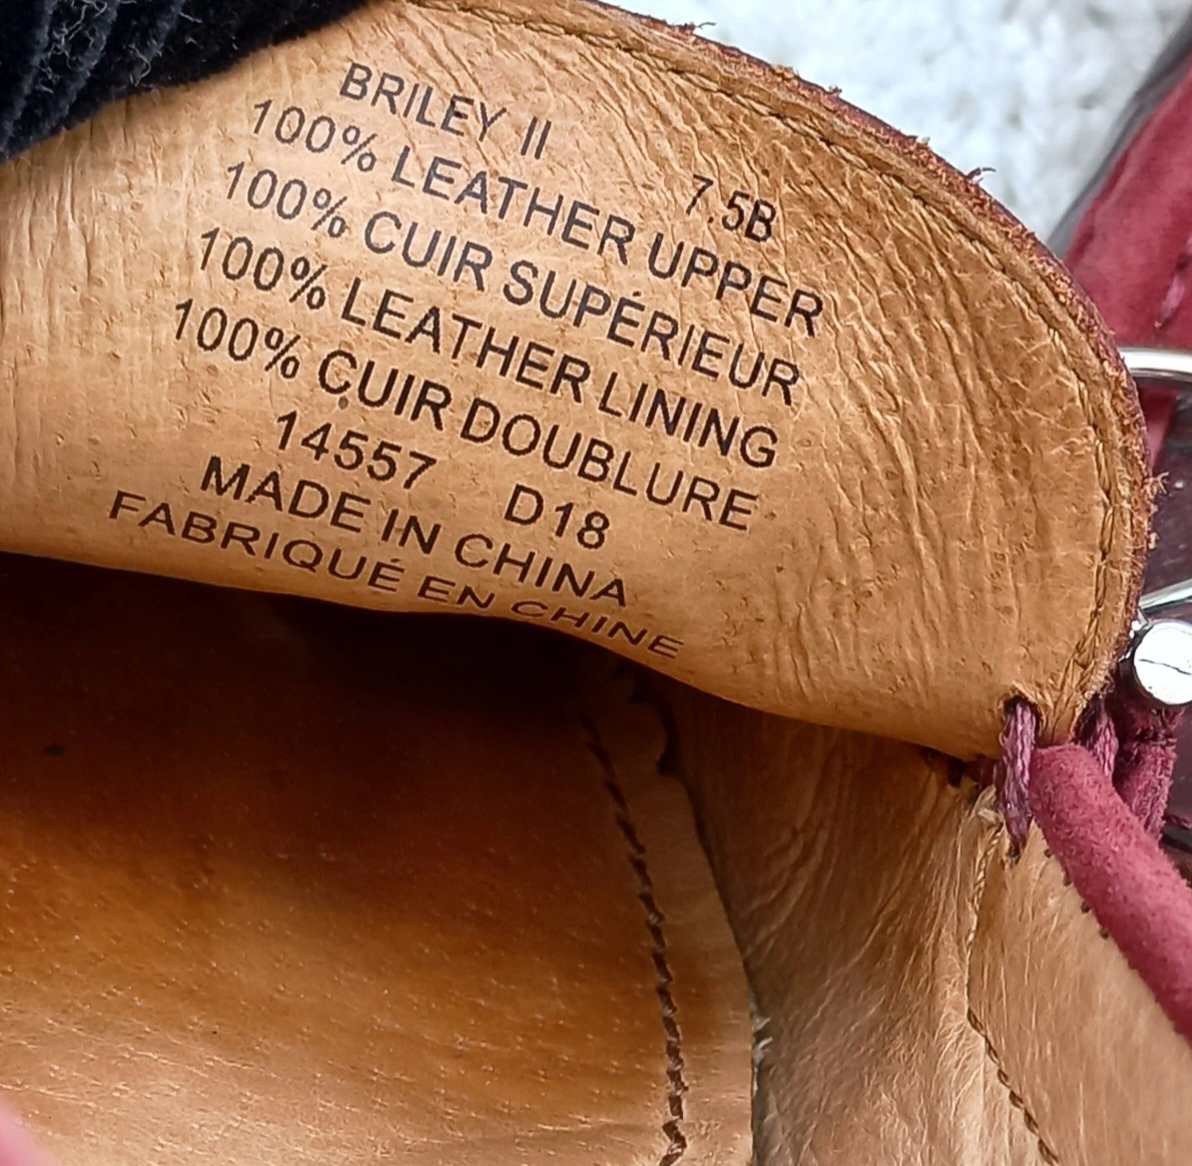 BRILEY II 7.5B
100% LEATHER UPPER
100% CUIR SUPÉRIEUR
100% LEATHER LINING
100% CUIR DOUBLURE
14557 D18
MADE IN CHINA
FABRIQUÉ EN CHINE